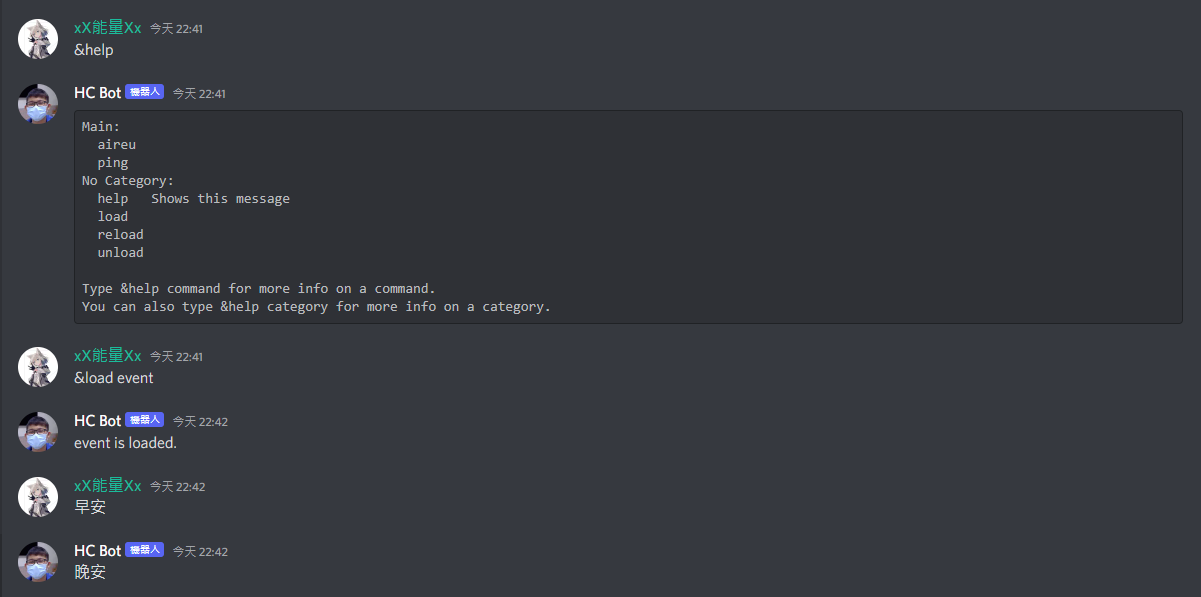 xX能量Xx 今天 22:41
&help
HC Bot 機器人 今天 22:41
Main:
  aireu
  ping
No Category:
  help   Shows this message
  load
  reload
  unload

Type &help command for more info on a command.
You can also type &help category for more info on a category.
xX能量Xx 今天 22:41
&load event
HC Bot 機器人 今天 22:42
event is loaded.
xX能量Xx 今天 22:42
早安
HC Bot 機器人 今天 22:42
晚安